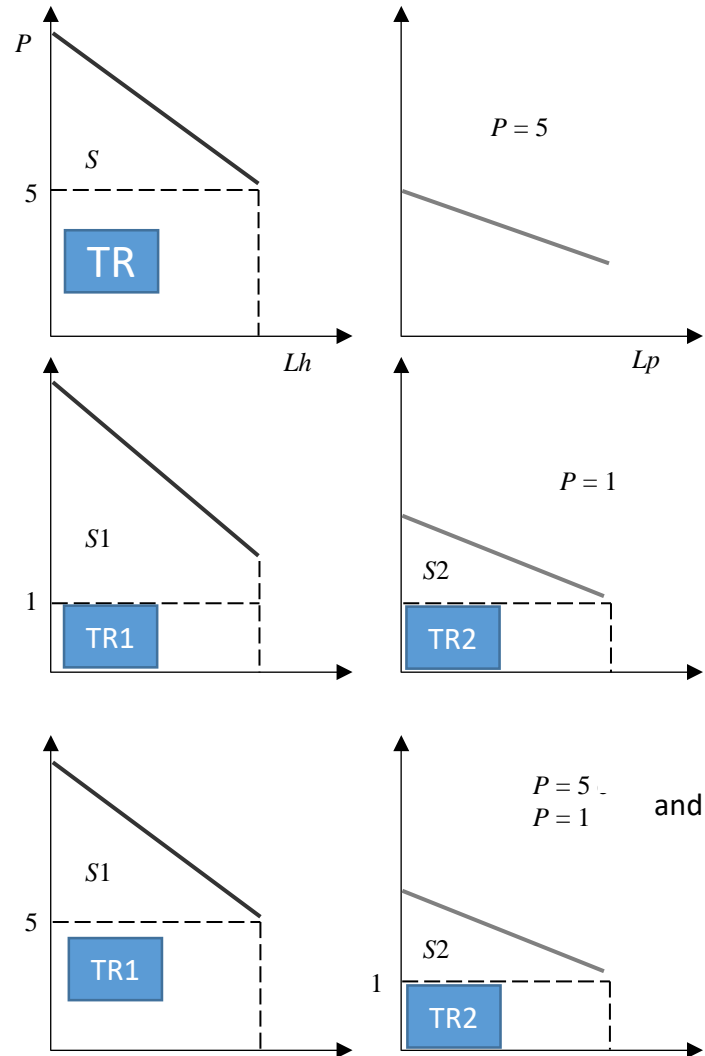 P
S
P = 5
5
TR
Lh
Lp
S1
P = 1
S2
1
TR1
TR2
P = 5
and
P = 1
S1
5
S2
TR1
1
TR2